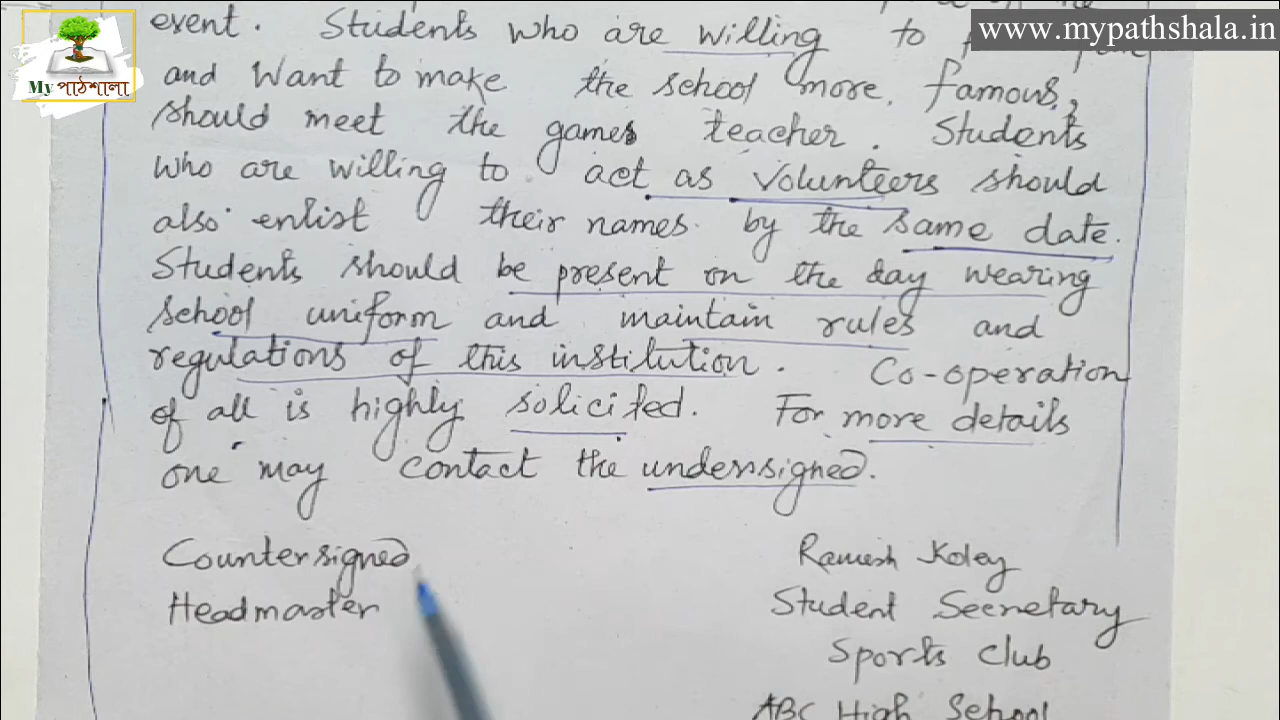 www.mypathshala.in
My পাঠশালা
event. Students who are willing to
and want to make the school more famous,
should meet the games teacher. Students
who are willing to act as volunteers should
also enlist their names by the same date.
Students should be present on the day wearing
school uniform and maintain rules and
regulations of this institution. Co-operation
of all is highly solicited. For more details
one may contact the undersigned.
Countersigned
Headmaster
Ramesh Koley
Student Secretary
Sports Club
ABC High School